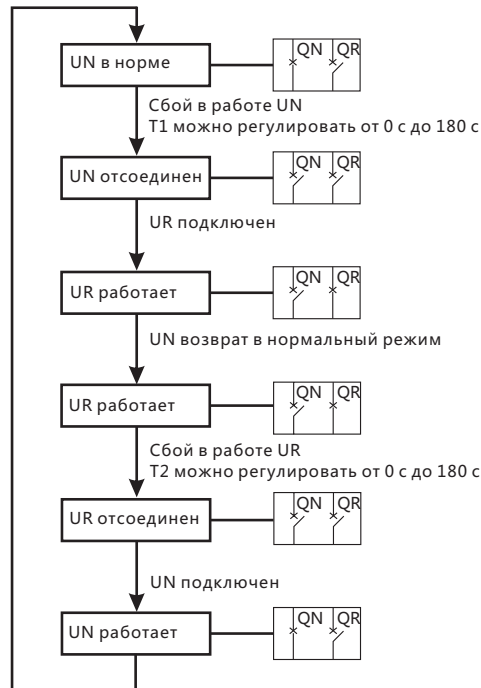 UN в норме
QN QR
Сбой в работе UN
T1 можно регулировать от 0 с до 180 с
UN отсоединен
QN QR
UR подключен
UR работает
QN QR
UN возврат в нормальный режим
UR работает
QN QR
Сбой в работе UR
T2 можно регулировать от 0 с до 180 с
UR отсоединен
QN QR
UN подключен
UN работает
QN QR